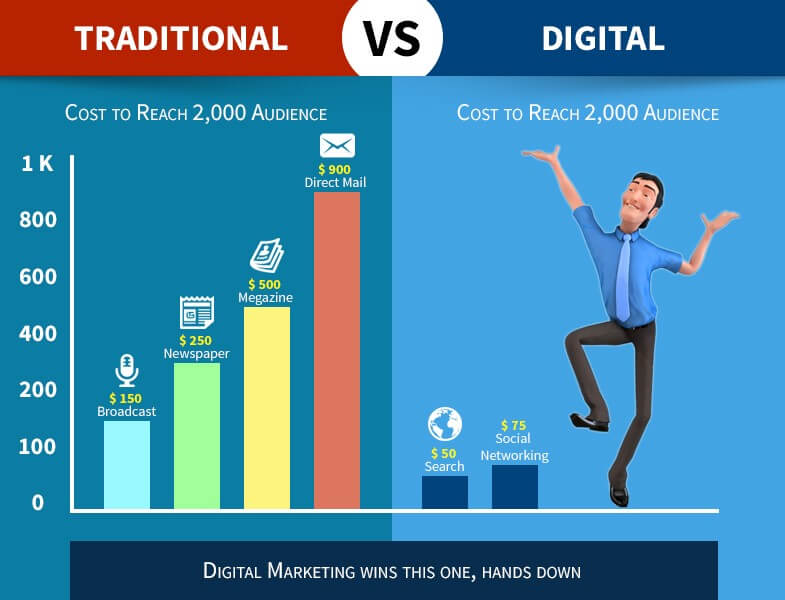 TRADITIONAL
VS
DIGITAL
Cost to Reach 2,000 Audience
Cost to Reach 2,000 Audience
1 K
800
600
400
200
100
0
$ 150
Broadcast
$ 250
Newspaper
$ 500
Megazine
$ 900
Direct Mail
$ 50
Search
$ 75
Social
Networking
Digital Marketing wins this one, hands down